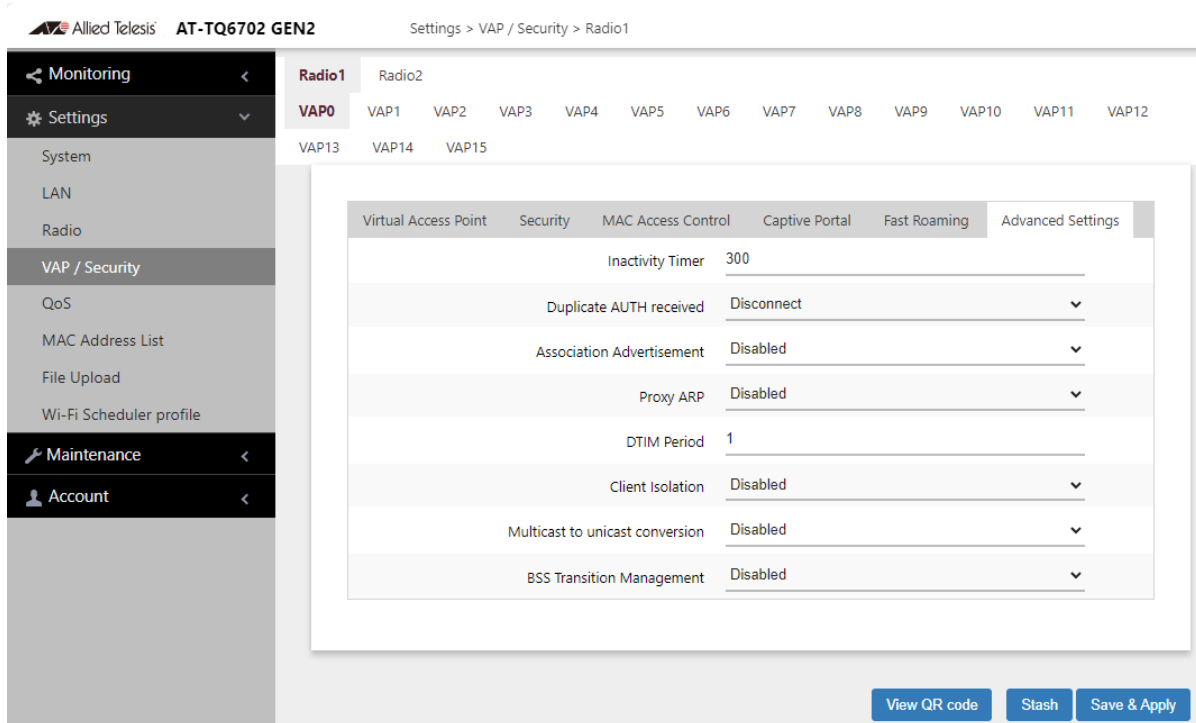 Allied Telesis AT-TQ6702 GEN2 Settings > VAP / Security > Radio1
Monitoring
Settings
System
LAN
Radio
VAP / Security
QoS
MAC Address List
File Upload
Wi-Fi Scheduler profile
Maintenance
Account
Radio1 Radio2
VAP0 VAP1 VAP2 VAP3 VAP4 VAP5 VAP6 VAP7 VAP8 VAP9 VAP10 VAP11 VAP12
VAP13 VAP14 VAP15
Virtual Access Point Security MAC Access Control Captive Portal Fast Roaming Advanced Settings
Inactivity Timer 300
Duplicate AUTH received Disconnect
Association Advertisement Disabled
Proxy ARP Disabled
DTIM Period 1
Client Isolation Disabled
Multicast to unicast conversion Disabled
BSS Transition Management Disabled
View QR code Stash Save & Apply